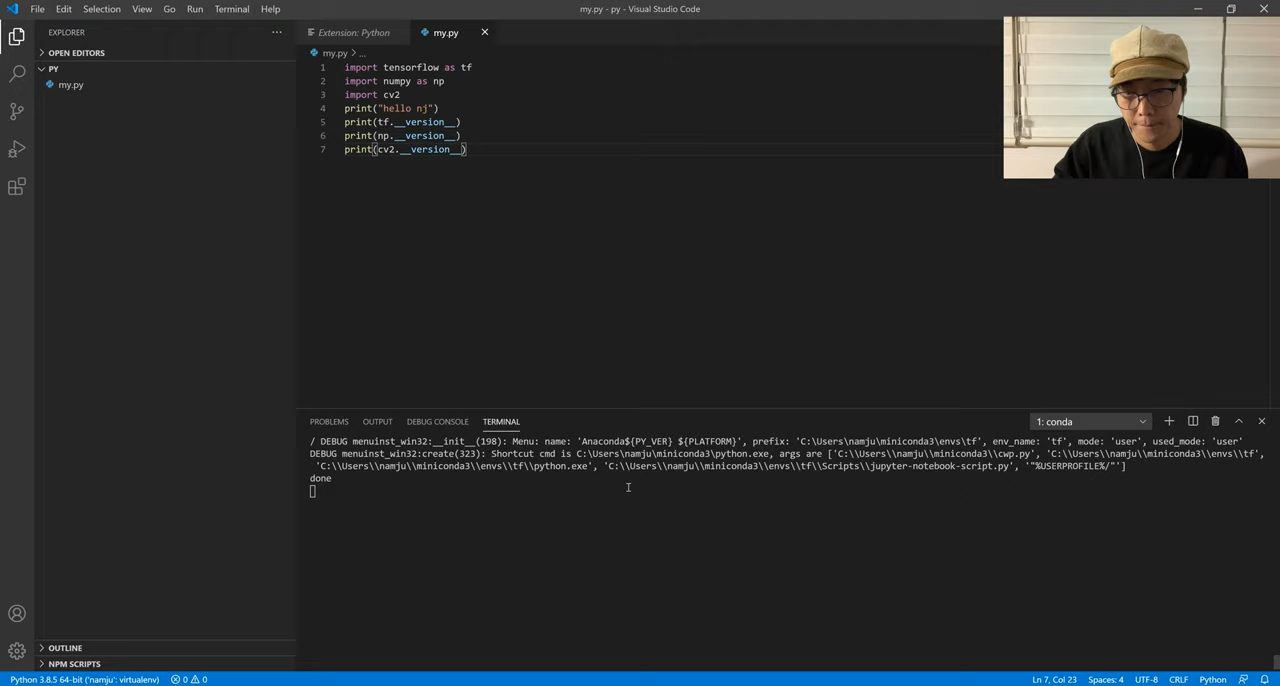 File Edit Selection View Go Run Terminal Help
my.py - py - Visual Studio Code
EXPLORER
OPEN EDITORS
PY
my.py
OUTLINE
NPM SCRIPTS
Extension: Python
my.py
my.py > ...
1 import tensorflow as tf
2 import numpy as np
3 import cv2
4 print("hello nj")
5 print(tf.__version__)
6 print(np.__version__)
7 print(cv2.__version__)
PROBLEMS OUTPUT DEBUG CONSOLE TERMINAL
1: conda
/ DEBUG menuinst_win32:__init__(198): Menu: name: 'Anaconda${PY_VER} ${PLATFORM}', prefix: 'C:\Users\namju\miniconda3\envs\tf', env_name: 'tf', mode: 'user', used_mode: 'user'
DEBUG menuinst_win32:create(323): Shortcut cmd is C:\Users\namju\miniconda3\python.exe, args are ['C:\\Users\\namju\\miniconda3\\cwp.py', 'C:\\Users\\namju\\miniconda3\\envs\\tf',
'C:\\Users\\namju\\miniconda3\\envs\\tf\\python.exe', 'C:\\Users\\namju\\miniconda3\\envs\\tf\\Scripts\\jupyter-notebook-script.py', '"%USERPROFILE%/"']
done
Python 3.8.5 64-bit ('namju': virtualenv)
0 0
Ln 7, Col 23
Spaces: 4
UTF-8
CRLF
Python